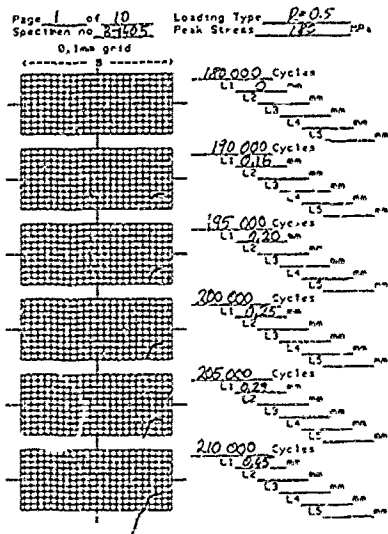 Page 1 of 10 Loading Type R=0.5
Specimen no Peak Stress MPa
0,1mm grid
B
180 000 Cycles
L1 0 mm
L2 mm
L3 mm
L4 mm
L5 mm
190 000 Cycles
L1 0,16 mm
L2 mm
L3 mm
L4 mm
L5 mm
195 000 Cycles
L1 0,20 mm
L2 mm
L3 mm
L4 mm
L5 mm
200 000 Cycles
L1 0,25 mm
L2 mm
L3 mm
L4 mm
L5 mm
205 000 Cycles
L1 0,29 mm
L2 mm
L3 mm
L4 mm
L5 mm
210 000 Cycles
L1 0,45 mm
L2 mm
L3 mm
L4 mm
L5 mm